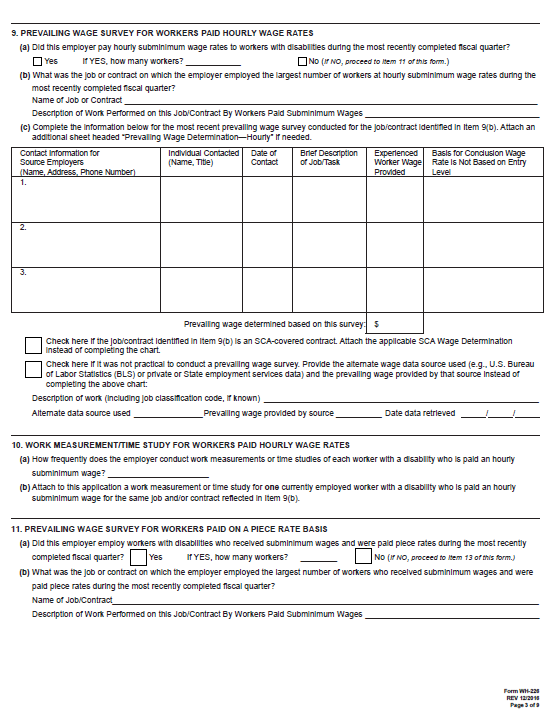 9. PREVAILING WAGE SURVEY FOR WORKERS PAID HOURLY WAGE RATES
(a) Did this employer pay hourly subminimum wage rates to workers with disabilities during the most recently completed fiscal quarter?
Yes If YES, how many workers? ____________ No (If NO, proceed to Item 11 of this form.)
(b) What was the job or contract on which the employer employed the largest number of workers at hourly subminimum wage rates during the
most recently completed fiscal quarter?
Name of Job or Contract ____________
Description of Work Performed on this Job/Contract By Workers Paid Subminimum Wages ____________
(c) Complete the information below for the most recent prevailing wage survey conducted for the job/contract identified in Item 9(b). Attach an
additional sheet headed "Prevailing Wage Determination—Hourly" if needed.
Contact Information for Source Employers (Name, Address, Phone Number)
Individual Contacted (Name, Title)
Date of Contact
Brief Description of Job/Task
Experienced Worker Wage Provided
Basis for Conclusion Wage Rate is Not Based on Entry Level
1.
2.
3.
Prevailing wage determined based on this survey: $
Check here if the job/contract identified in Item 9(b) is an SCA-covered contract. Attach the applicable SCA Wage Determination
instead of completing the chart.
Check here if it was not practical to conduct a prevailing wage survey. Provide the alternate wage data source used (e.g., U.S. Bureau
of Labor Statistics (BLS) or private or State employment services data) and the prevailing wage provided by that source instead of
completing the above chart:
Description of work (including job classification code, if known) ____________
Alternate data source used ____________ Prevailing wage provided by source ________ Date data retrieved ____/____/____
10. WORK MEASUREMENT/TIME STUDY FOR WORKERS PAID HOURLY WAGE RATES
(a) How frequently does the employer conduct work measurements or time studies of each worker with a disability who is paid an hourly
subminimum wage? ____________
(b) Attach to this application a work measurement or time study for one currently employed worker with a disability who is paid an hourly
subminimum wage for the same job and/or contract reflected in Item 9(b).
11. PREVAILING WAGE SURVEY FOR WORKERS PAID ON A PIECE RATE BASIS
(a) Did this employer employ workers with disabilities who received subminimum wages and were paid piece rates during the most recently
completed fiscal quarter? Yes If YES, how many workers? ________ No (If NO, proceed to Item 13 of this form.)
(b) What was the job or contract on which the employer employed the largest number of workers who received subminimum wages and were
paid piece rates during the most recently completed fiscal quarter?
Name of Job/Contract____________
Description of Work Performed on this Job/Contract By Workers Paid Subminimum Wages ____________
Form WH-226
REV 12/2016
Page 3 of 9